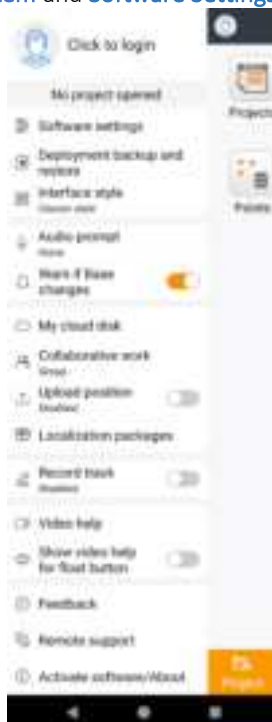 and Software Settings
Click to login
No project opened
Software settings
Deployment backup and
restore
Interface style
Classic style
Audio prompt
None
Warn if Base
changes
My cloud disk
Collaborative work
Upload position
Disabled
Localization packages
Record track
Disabled
Video help
Show video help
for float button
Feedback
Remote support
Activate software/About
Project
Points
Project